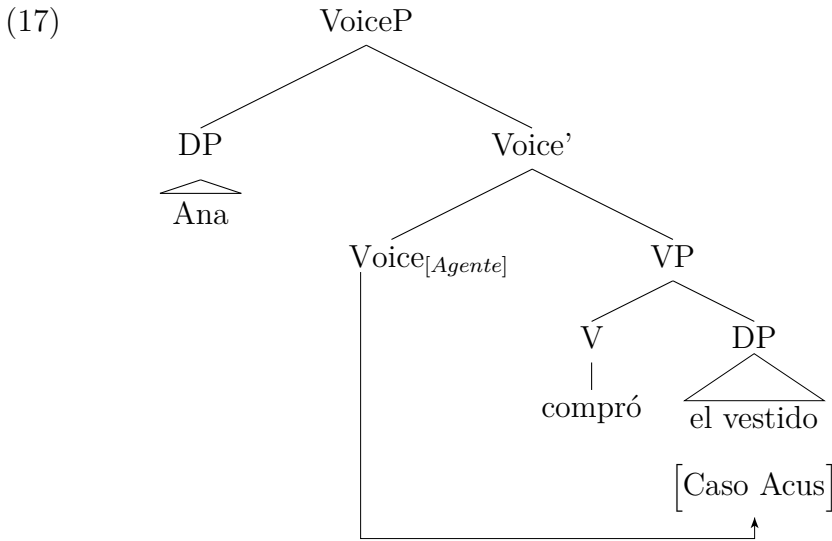 (17) VoiceP
DP Voice'
Ana
Voice[Agente] VP
V DP
compró el vestido
[Caso Acus]